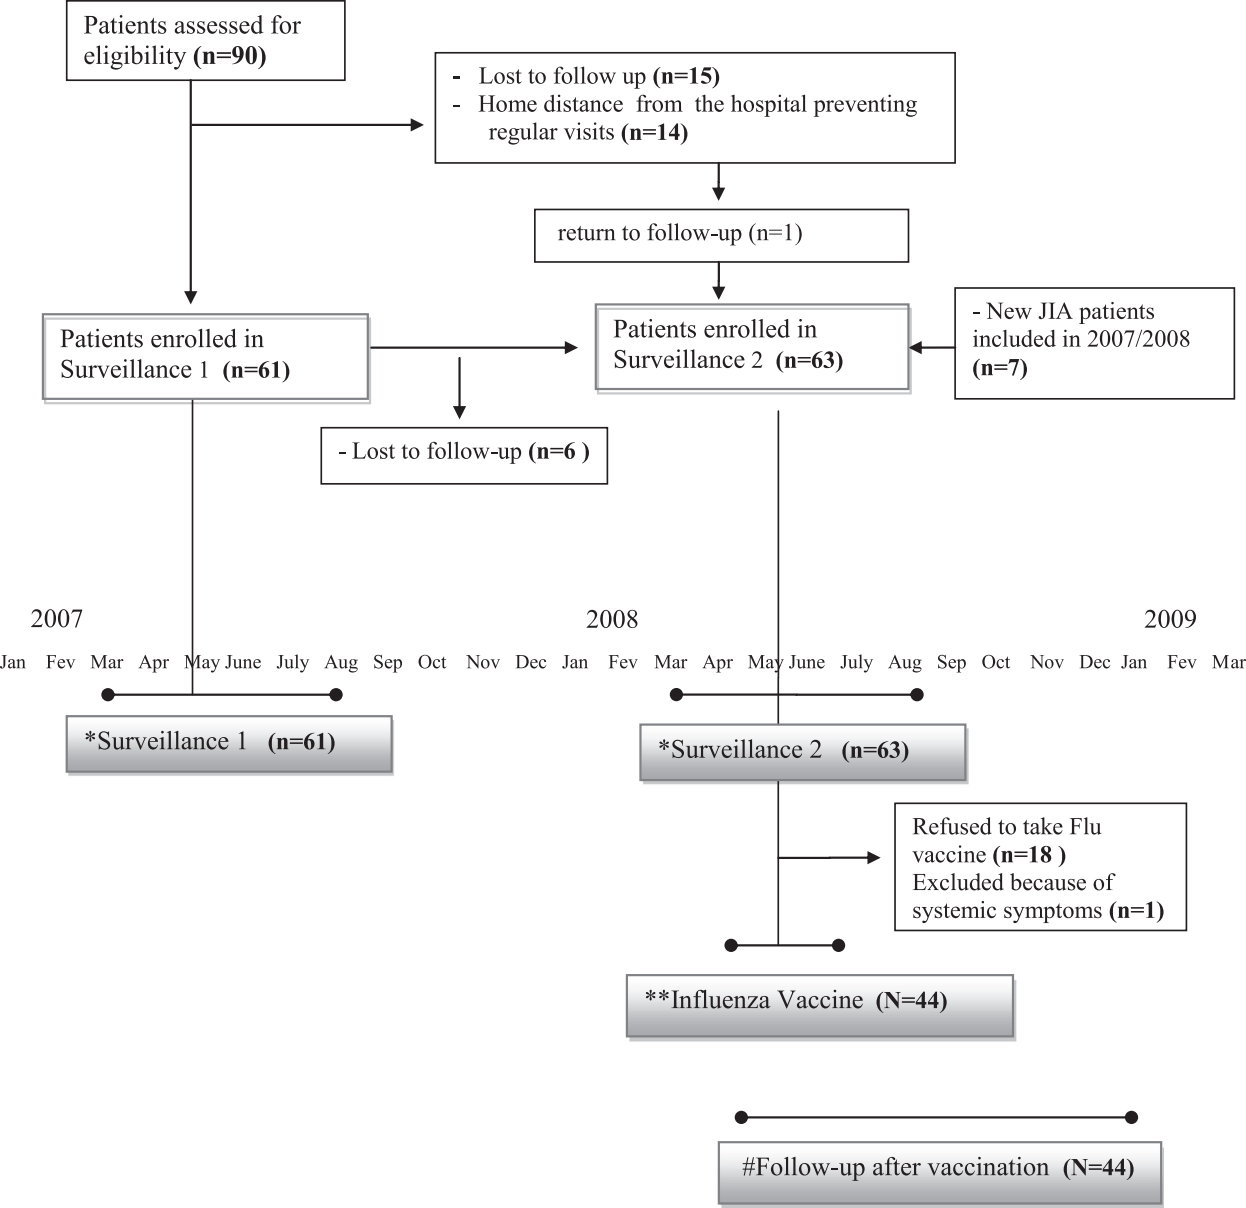 Patients assessed for
eligibility (n=90)
- Lost to follow up (n=15)
- Home distance from the hospital preventing
regular visits (n=14)
return to follow-up (n=1)
Patients enrolled in
Surveillance 1 (n=61)
Patients enrolled in
Surveillance 2 (n=63)
- New JIA patients
included in 2007/2008
(n=7)
- Lost to follow-up (n=6 )
2007 2008 2009
Jan Fev Mar Apr May June July Aug Sep Oct Nov Dec Jan Fev Mar Apr May June July Aug Sep Oct Nov Dec Jan Fev Mar
*Surveillance 1 (n=61)
*Surveillance 2 (n=63)
Refused to take Flu
vaccine (n=18 )
Excluded because of
systemic symptoms (n=1)
**Influenza Vaccine (N=44)
#Follow-up after vaccination (N=44)